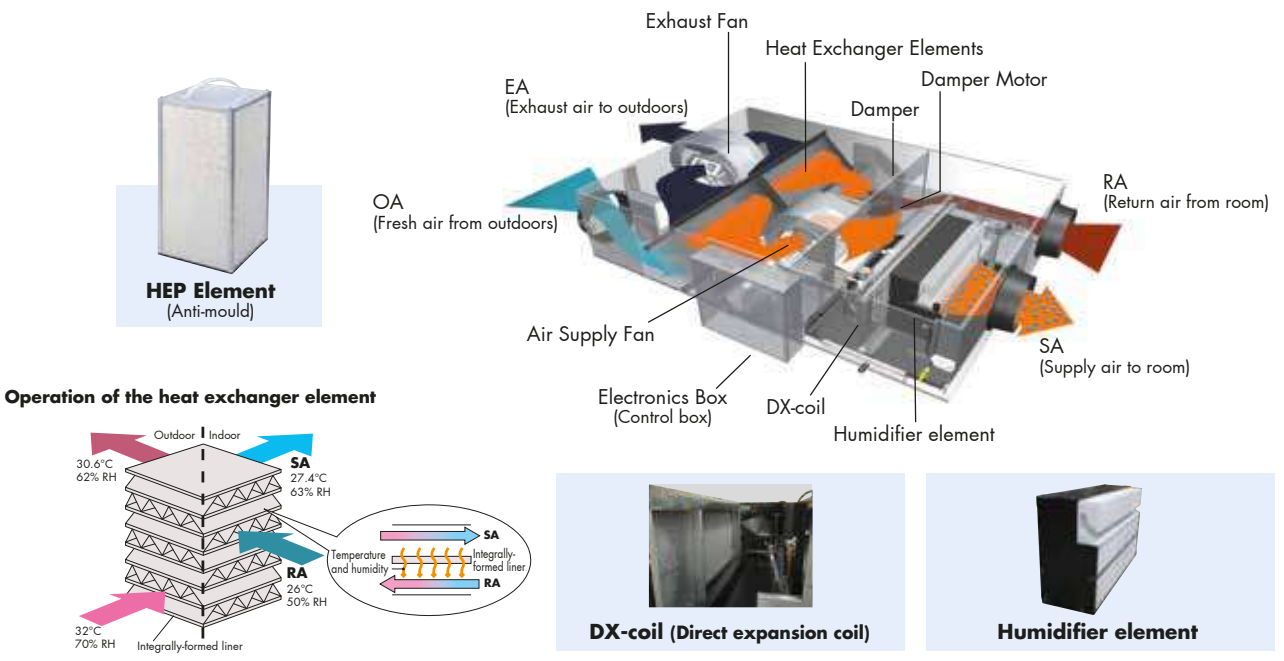 Exhaust Fan
Heat Exchanger Elements
Damper Motor
EA
(Exhaust air to outdoors)
Damper
RA
(Return air from room)
OA
(Fresh air from outdoors)
HEP Element
(Anti-mould)
Air Supply Fan
SA
(Supply air to room)
Electronics Box
(Control box)
DX-coil
Humidifier element
Operation of the heat exchanger element
Outdoor
Indoor
30.6°C
62% RH
SA
27.4°C
63% RH
SA
Temperature
and humidity
Integrally-
formed liner
RA
RA
26°C
50% RH
32°C
70% RH
Integrally-formed liner
DX-coil (Direct expansion coil)
Humidifier element